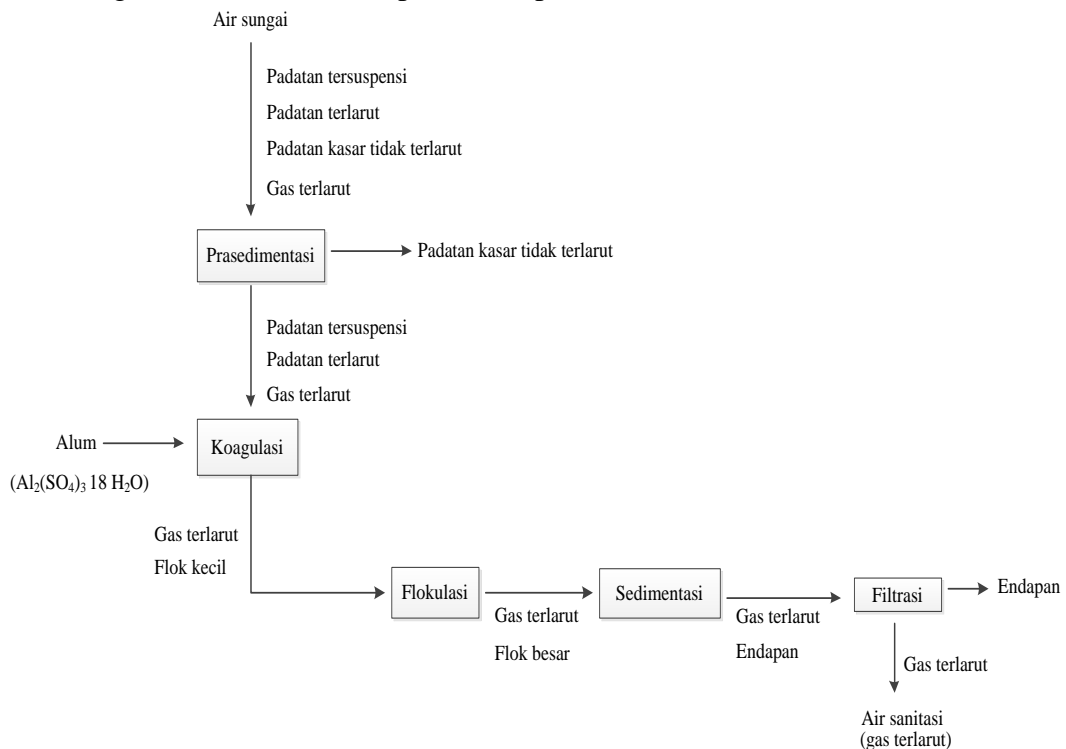 Air sungai
Padatan tersuspensi
Padatan terlarut
Padatan kasar tidak terlarut
Gas terlarut
Prasedimentasi
Padatan kasar tidak terlarut
Padatan tersuspensi
Padatan terlarut
Gas terlarut
Alum
(Al₂(SO₄)₃ 18 H₂O)
Koagulasi
Gas terlarut
Flok kecil
Flokulasi
Gas terlarut
Flok besar
Sedimentasi
Gas terlarut
Endapan
Filtrasi
Endapan
Gas terlarut
Air sanitasi
(gas terlarut)